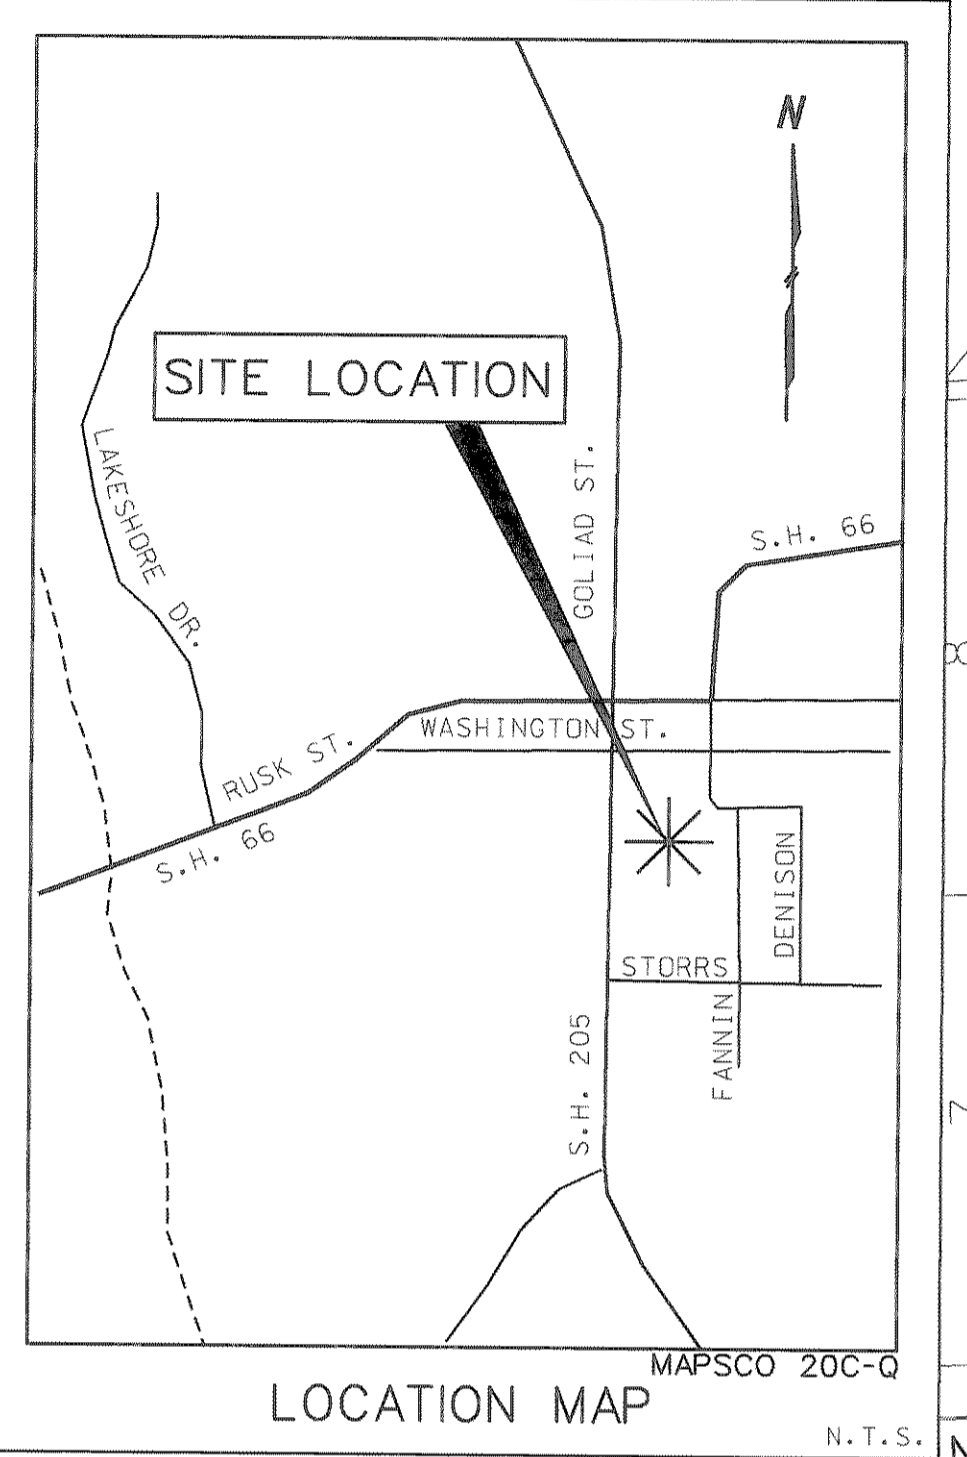 N
SITE LOCATION
LAKESHORE DR.
GOLIAD ST.
S.H. 66
WASHINGTON ST.
RUSK ST.
S.H. 66
DENISON
STORRS
FANNIN
S.H. 205
MAPSCO 20C-Q
LOCATION MAP
N.T.S.